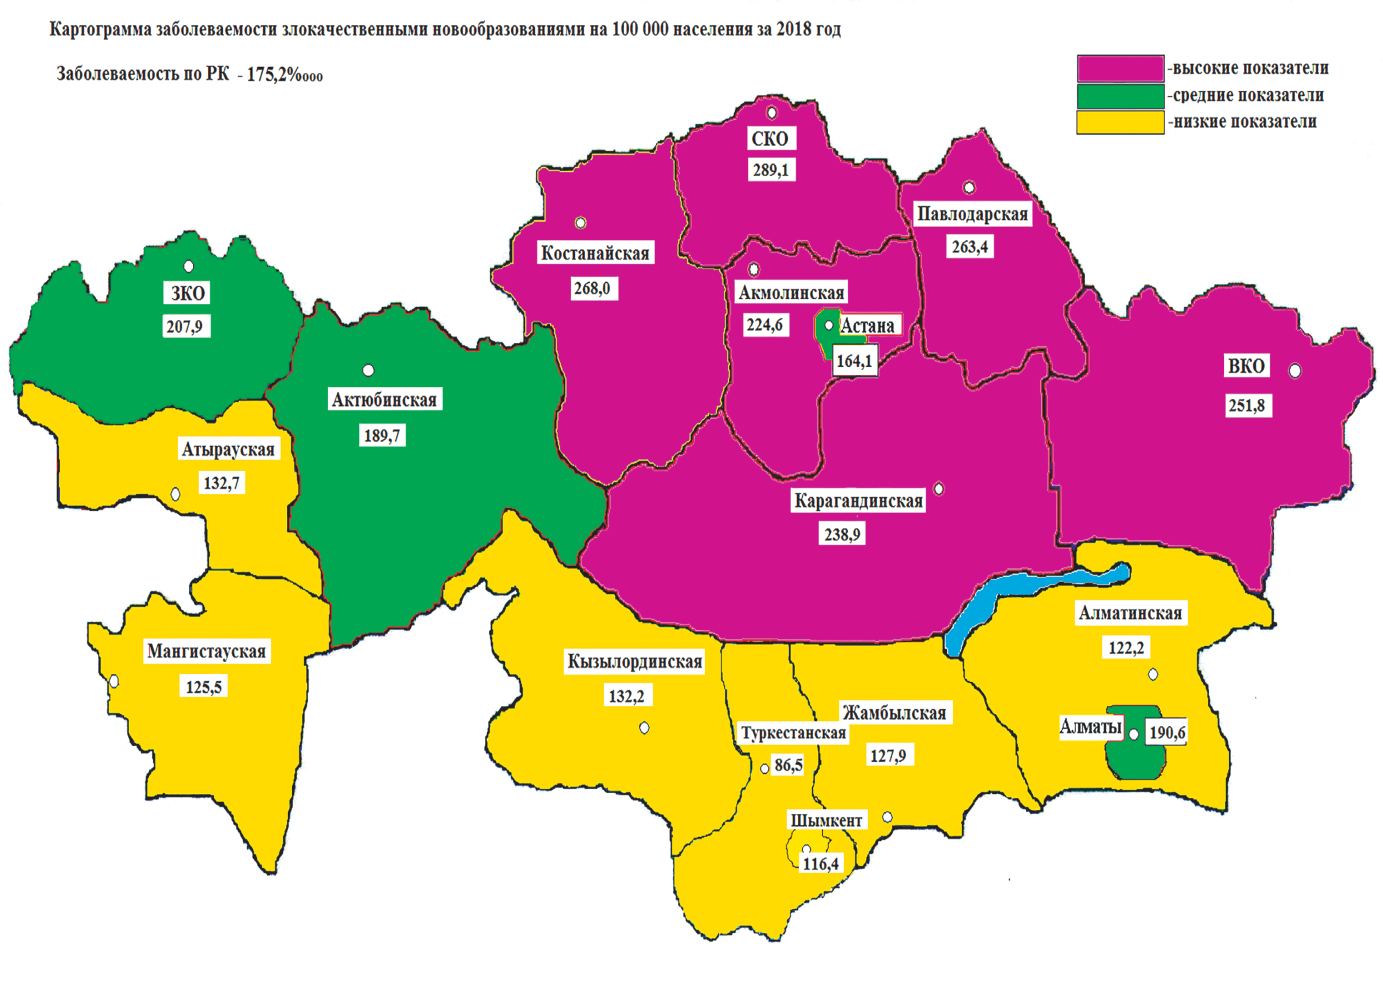 Картограмма заболеваемости злокачественными новообразованиями на 100 000 населения за 2018 год
Заболеваемость по РК - 175,2%ооо
-высокие показатели
-средние показатели
-низкие показатели
СКО
289,1
Павлодарская
263,4
Костанайская
268,0
ЗКО
207,9
Акмолинская
224,6
Астана
164,1
ВКО
251,8
Актюбинская
189,7
Атырауская
132,7
Карагандинская
238,9
Алматинская
122,2
Мангистауская
125,5
Кызылординская
132,2
Жамбылская
127,9
Туркестанская
86,5
Алматы
190,6
Шымкент
116,4